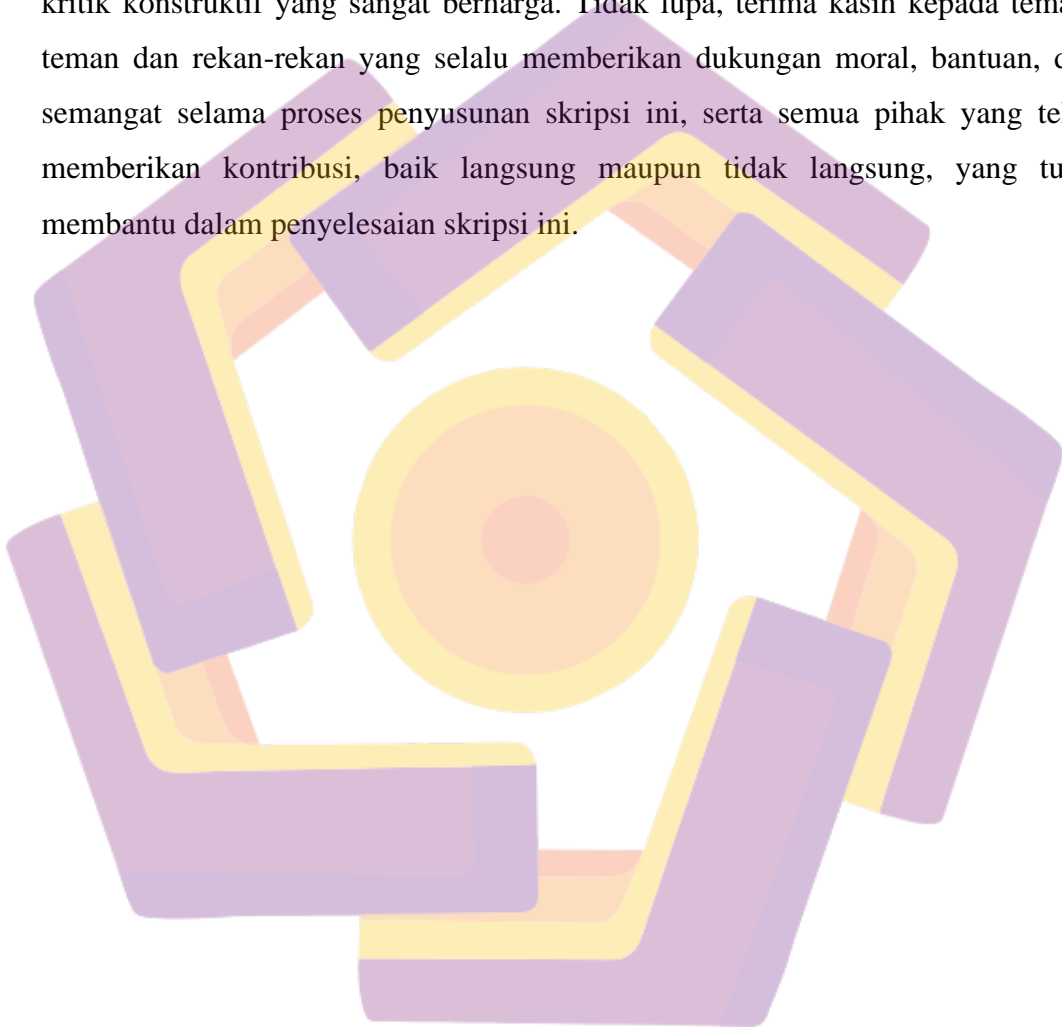 kritik konstruktif yang sangat berharga. Tidak lupa, terima kasih kepada
teman dan rekan-rekan yang selalu memberikan dukungan moral, bantuan,
semangat selama proses penyusunan skripsi ini, serta semua pihak yang
memberikan kontribusi, baik langsung maupun tidak langsung, yang
membantu dalam penyelesaian skripsi ini.